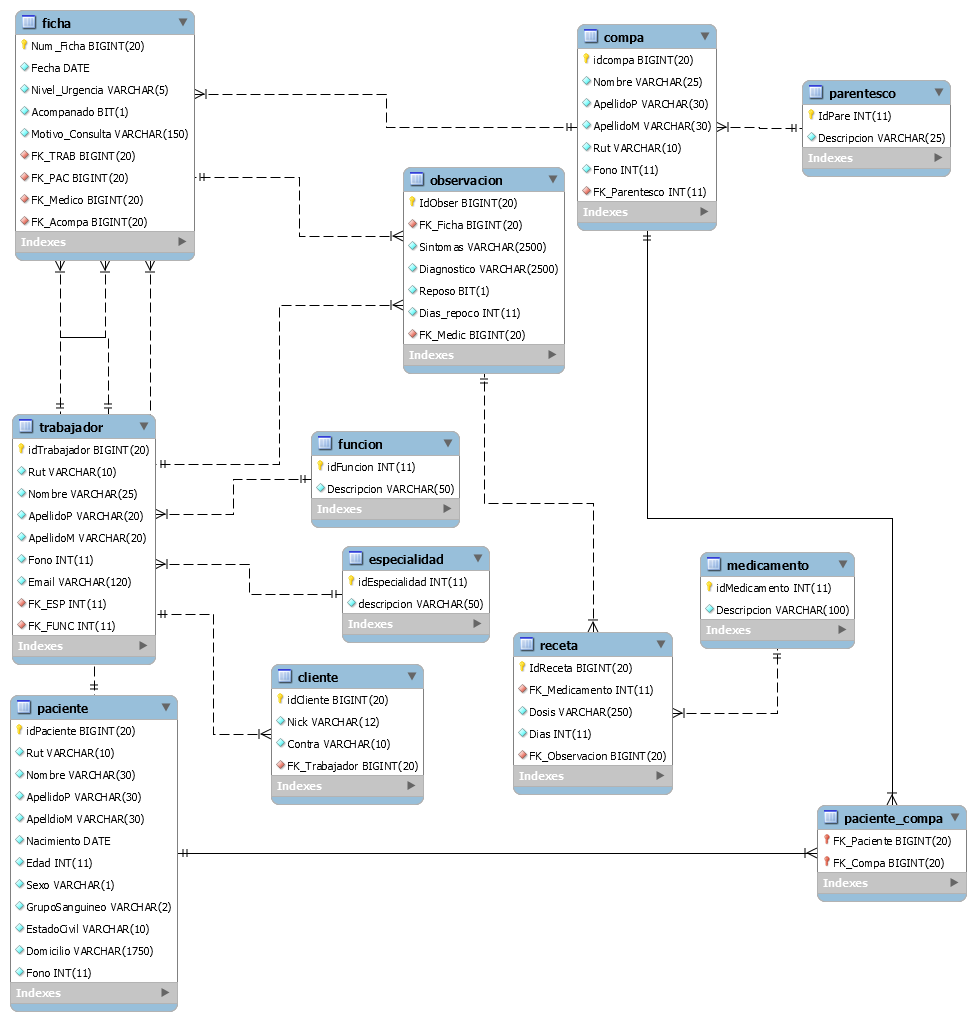 ficha
Num_Ficha BIGINT(20)
Fecha DATE
Nivel_Urgencia VARCHAR(5)
Acompanado BIT(1)
Motivo_Consulta VARCHAR(150)
FK_TRAB BIGINT(20)
FK_PAC BIGINT(20)
FK_Medico BIGINT(20)
FK_Acompa BIGINT(20)
Indexes
compa
idcompa BIGINT(20)
Nombre VARCHAR(25)
ApellidoP VARCHAR(30)
ApellidoM VARCHAR(30)
Rut VARCHAR(10)
Fono INT(11)
FK_Parentesco INT(11)
Indexes
parentesco
IdPare INT(11)
Descripcion VARCHAR(25)
Indexes
observacion
IdObser BIGINT(20)
FK_Ficha BIGINT(20)
Sintomas VARCHAR(2500)
Diagnostico VARCHAR(2500)
Reposo BIT(1)
Dias_repoco INT(11)
FK_Medic BIGINT(20)
Indexes
trabajador
idTrabajador BIGINT(20)
Rut VARCHAR(10)
Nombre VARCHAR(25)
ApellidoP VARCHAR(20)
ApellidoM VARCHAR(20)
Fono INT(11)
Email VARCHAR(120)
FK_ESP INT(11)
FK_FUNC INT(11)
Indexes
funcion
idFuncion INT(11)
Descripcion VARCHAR(50)
Indexes
especialidad
idEspecialidad INT(11)
descripcion VARCHAR(50)
Indexes
medicamento
idMedicamento INT(11)
Descripcion VARCHAR(100)
Indexes
receta
IdReceta BIGINT(20)
FK_Medicamento INT(11)
Dosis VARCHAR(250)
Dias INT(11)
FK_Observacion BIGINT(20)
Indexes
cliente
idCliente BIGINT(20)
Nick VARCHAR(12)
Contra VARCHAR(10)
FK_Trabajador BIGINT(20)
Indexes
paciente
idPaciente BIGINT(20)
Rut VARCHAR(10)
Nombre VARCHAR(30)
ApellidoP VARCHAR(30)
ApelldioM VARCHAR(30)
Nacimiento DATE
Edad INT(11)
Sexo VARCHAR(1)
GrupoSanguineo VARCHAR(2)
EstadoCivil VARCHAR(10)
Domicilio VARCHAR(1750)
Fono INT(11)
Indexes
paciente_compa
FK_Paciente BIGINT(20)
FK_Compa BIGINT(20)
Indexes